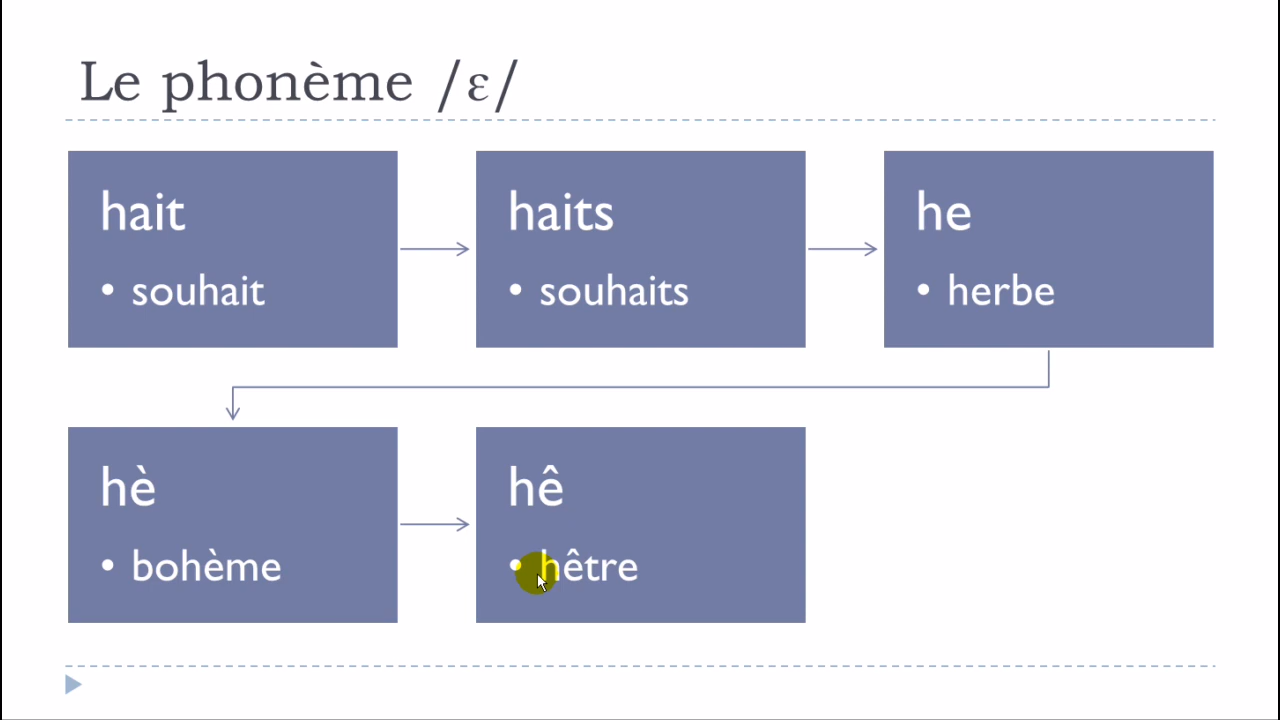 Le phonème /ε/
hait
• souhait
haits
• souhaits
he
• herbe
hè
• bohème
hê
• hêtre